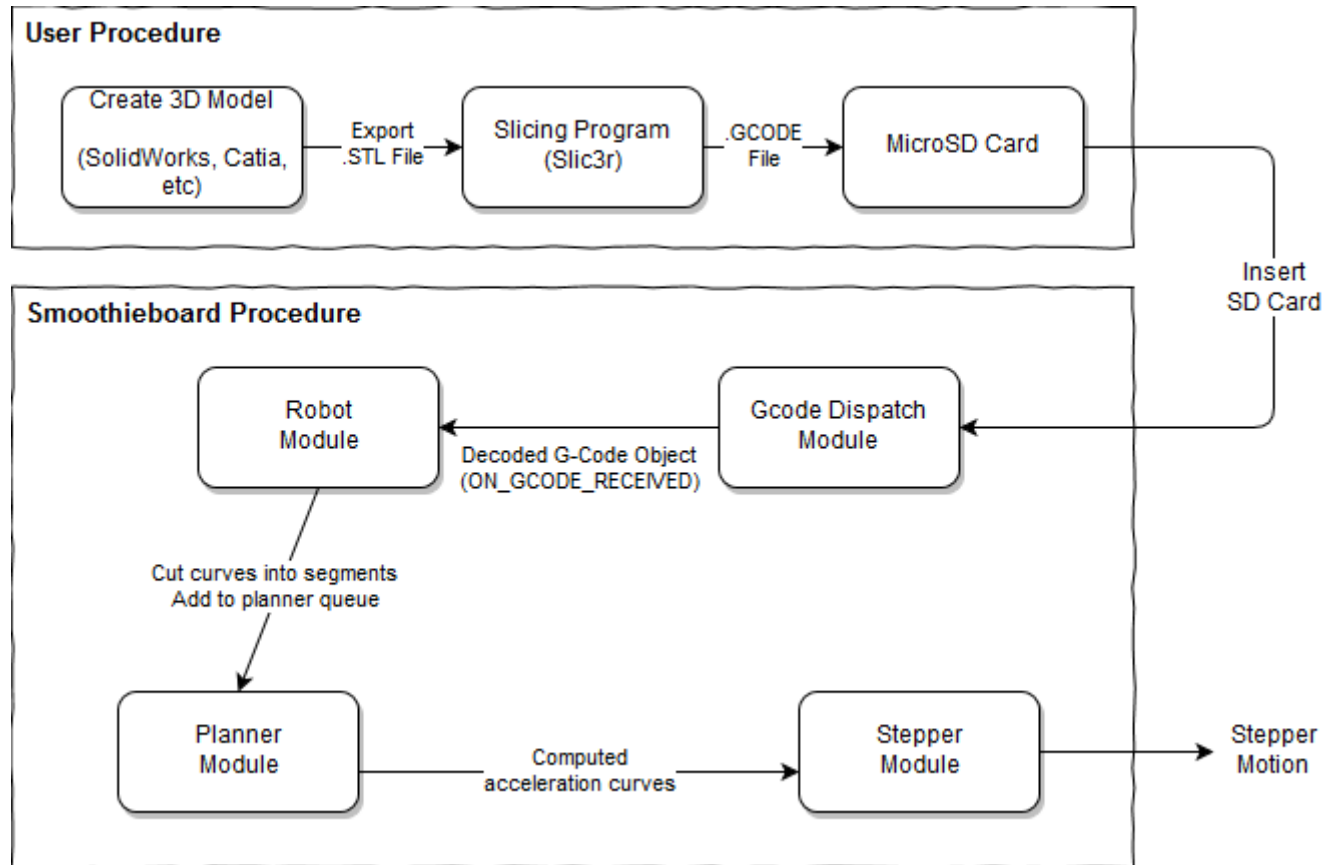 User Procedure
Create 3D Model
(SolidWorks, Catia,
etc)
Export
.STL File
Slicing Program
(Slic3r)
.GCODE
File
MicroSD Card
Insert
SD Card
Smoothieboard Procedure
Robot
Module
Decoded G-Code Object
(ON_GCODE_RECEIVED)
Gcode Dispatch
Module
Cut curves into segments
Add to planner queue
Planner
Module
Computed
acceleration curves
Stepper
Module
Stepper
Motion